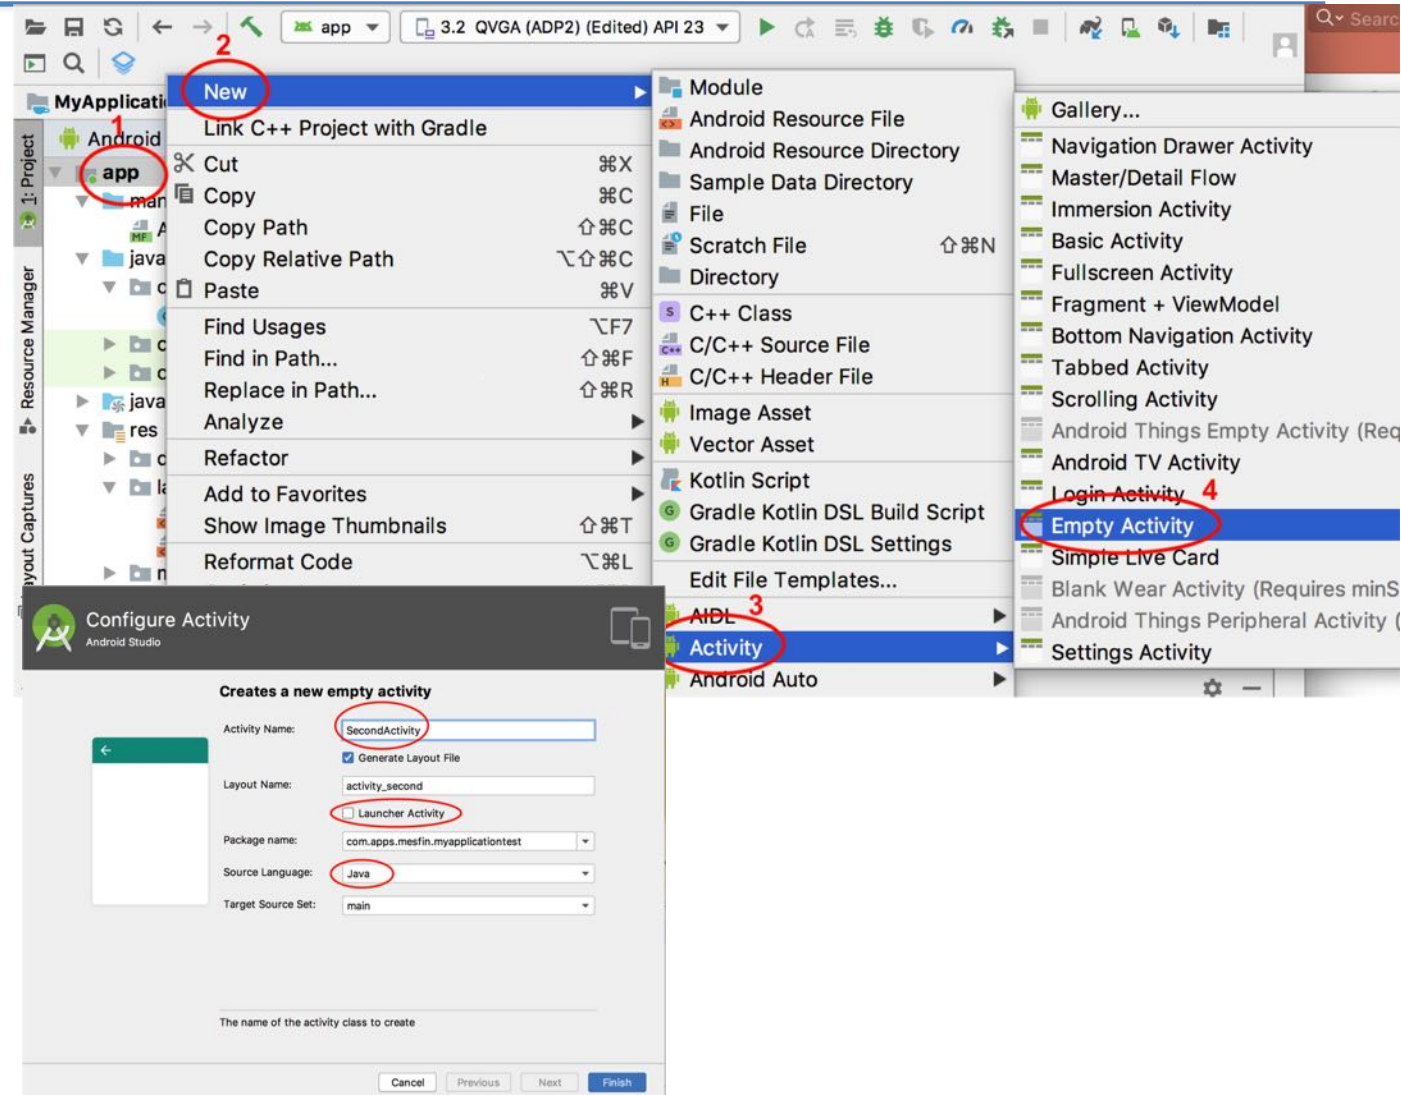 app
3.2 QVGA (ADP2) (Edited) API 23
Searc
2
MyApplicati
1
Android
1: Project
app
man
A
MF
java
Resource Manager
java
res
yout Captures
New
Link C++ Project with Gradle
Cut ⌘X
Copy ⌘C
Copy Path ⇧⌘C
Copy Relative Path ⌥⇧⌘C
Paste ⌘V
Find Usages ⌥F7
Find in Path... ⇧⌘F
Replace in Path... ⇧⌘R
Analyze
Refactor
Add to Favorites
Show Image Thumbnails ⇧⌘T
Reformat Code ⌥⌘L
Module
Android Resource File
Android Resource Directory
Sample Data Directory
File
Scratch File ⇧⌘N
Directory
S C++ Class
C++ C/C++ Source File
H C/C++ Header File
Image Asset
Vector Asset
Kotlin Script
G Gradle Kotlin DSL Build Script
G Gradle Kotlin DSL Settings
Edit File Templates...
AIDL
3
Activity
Android Auto
Gallery...
Navigation Drawer Activity
Master/Detail Flow
Immersion Activity
Basic Activity
Fullscreen Activity
Fragment + ViewModel
Bottom Navigation Activity
Tabbed Activity
Scrolling Activity
Android Things Empty Activity (Req
Android TV Activity
Login Activity
4
Empty Activity
Simple Live Card
Blank Wear Activity (Requires minS
Android Things Peripheral Activity (
Settings Activity
Configure Activity
Android Studio
Creates a new empty activity
Activity Name: SecondActivity
Generate Layout File
Layout Name: activity_second
Launcher Activity
Package name: com.apps.mesfin.myapplicationtest
Source Language: Java
Target Source Set: main
The name of the activity class to create
Cancel Previous Next Finish